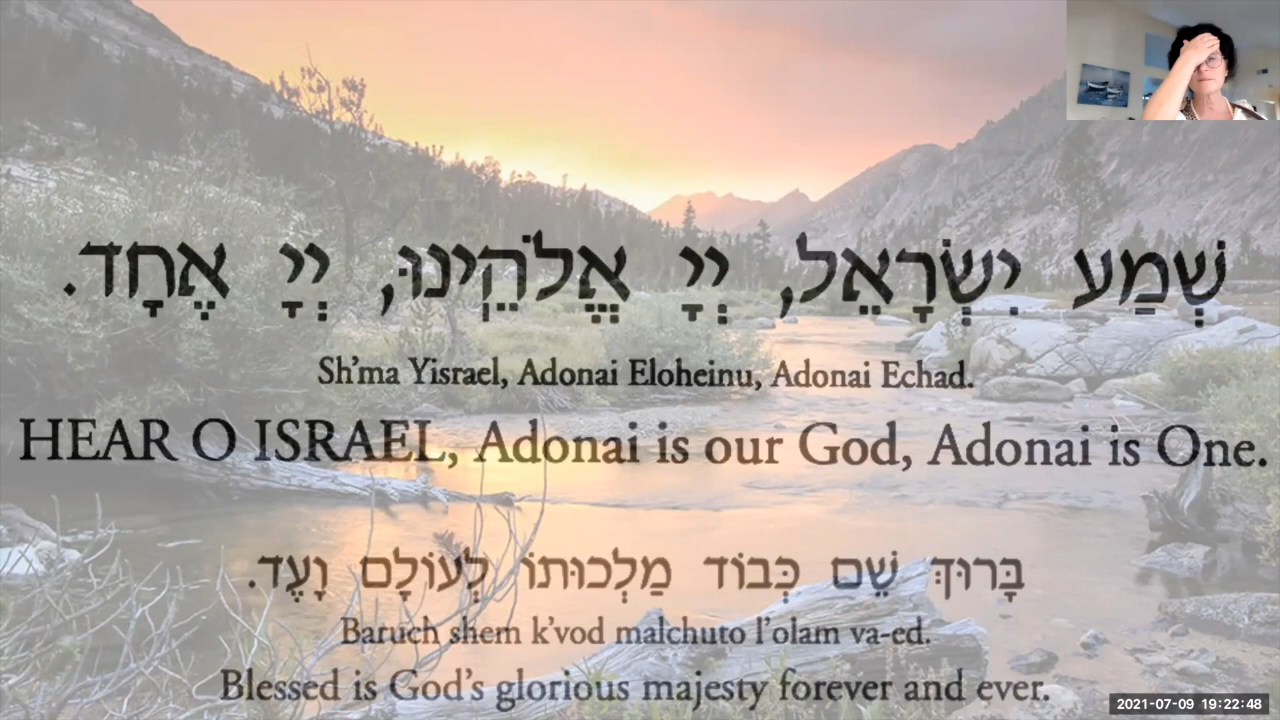 שְׁמַע יִשְׂרָאֵל, יְיָ אֱלֹהֵינוּ, יְיָ אֶחָד.
Sh’ma Yisrael, Adonai Eloheinu, Adonai Echad.
HEAR O ISRAEL, Adonai is our God, Adonai is One.
בָּרוּךְ שֵׁם כְּבוֹד מַלְכוּתוֹ לְעוֹלָם וָעֶד.
Baruch shem k’vod malchuto l’olam va-ed.
Blessed is God’s glorious majesty forever and ever.
2021-07-09 19:22:48